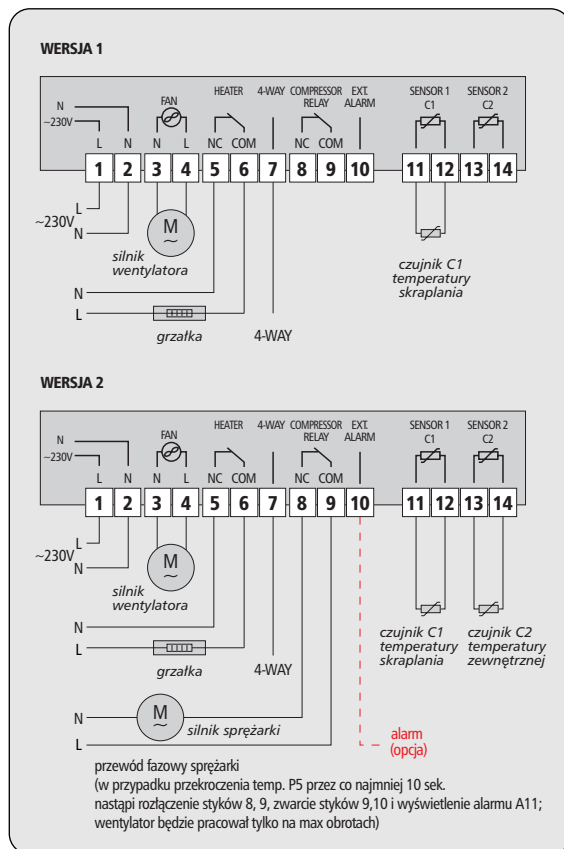 WERSJA 1
HEATER 4-WAY COMPRESSOR EXT. SENSOR 1 SENSOR 2
N FAN RELAY ALARM C1 C2
~230V
L N N L NC COM NC COM
1 2 3 4 5 6 7 8 9 10 11 12 13 14
L
~230V
N
M
~
silnik
wentylatora
czujnik C1
temperatury
skraplania
N
L
grzałka 4-WAY
WERSJA 2
HEATER 4-WAY COMPRESSOR EXT. SENSOR 1 SENSOR 2
N FAN RELAY ALARM C1 C2
~230V
L N N L NC COM NC COM
1 2 3 4 5 6 7 8 9 10 11 12 13 14
L
~230V
N
M
~
silnik
wentylatora
czujnik C1
temperatury
skraplania
czujnik C2
temperatury
zewnętrznej
N
L
grzałka 4-WAY
N
M
~
silnik sprężarki
L
alarm
(opcja)
przewód fazowy sprężarki
(w przypadku przekroczenia temp. P5 przez co najmniej 10 sek.
nastąpi rozłączenie styków 8, 9, zwarcie styków 9,10 i wyświetlenie alarmu A11;
wentylator będzie pracował tylko na max obrotach)